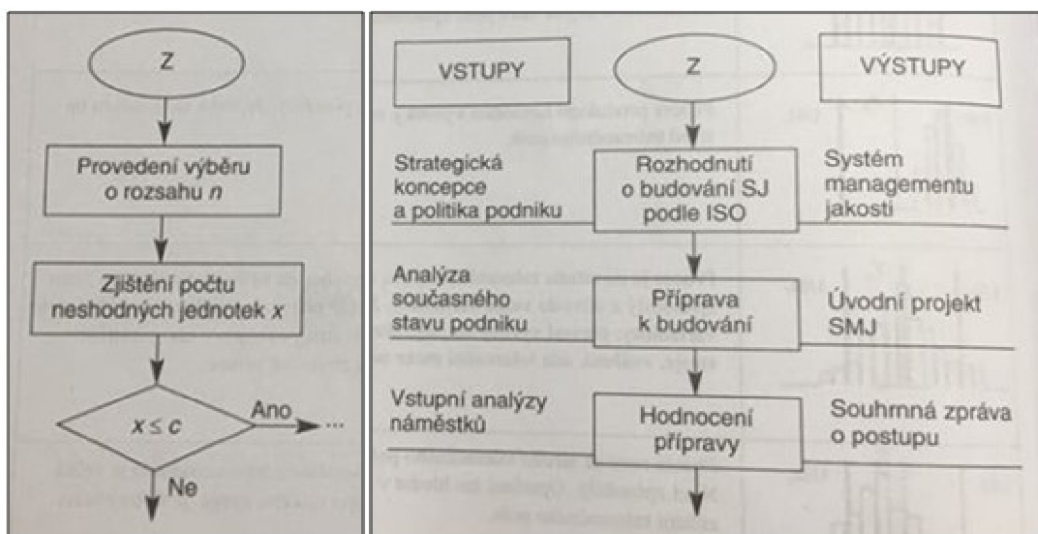 Z
Provedení výběru
o rozsahu n
Zjištění počtu
neshodných jednotek x
x ≤ c
Ano
...
Ne
VSTUPY
Z
VÝSTUPY
Strategická
koncepce
a politika podniku
Rozhodnutí
o budování SJ
podle ISO
Systém
managementu
jakosti
Analýza
současného
stavu podniku
Příprava
k budování
Úvodní projekt
SMJ
Vstupní analýzy
náměstků
Hodnocení
přípravy
Souhrnná zpráva
o postupu